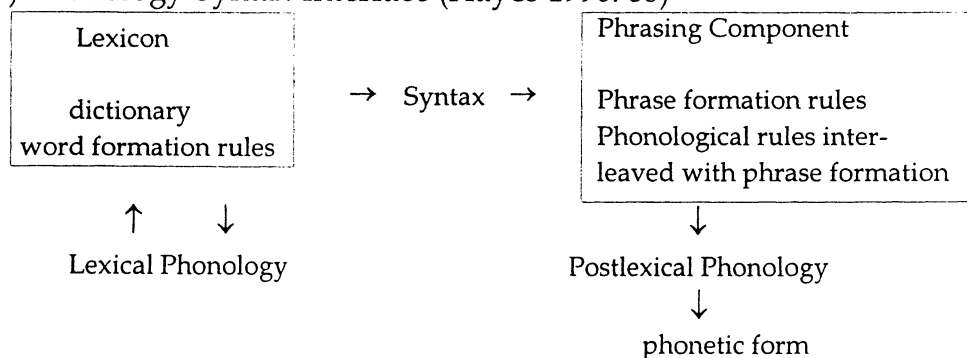 Phonology-Syntax Interface (Hayes 1990:
Lexicon
dictionary
word formation rules
→ Syntax →
Phrasing Component
Phrase formation rules
Phonological rules inter-
leaved with phrase formation
↑ ↓
Lexical Phonology
↓
Postlexical Phonology
↓
phonetic form